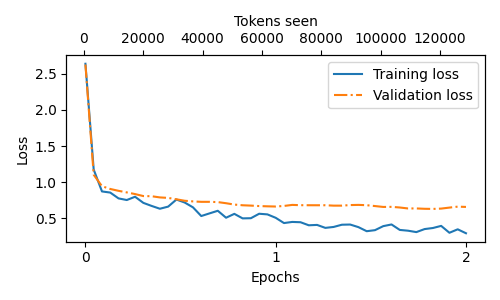 Tokens seen
0 20000 40000 60000 80000 100000 120000
Training loss
Validation loss
Loss
2.5
2.0
1.5
1.0
0.5
0 1 2
Epochs